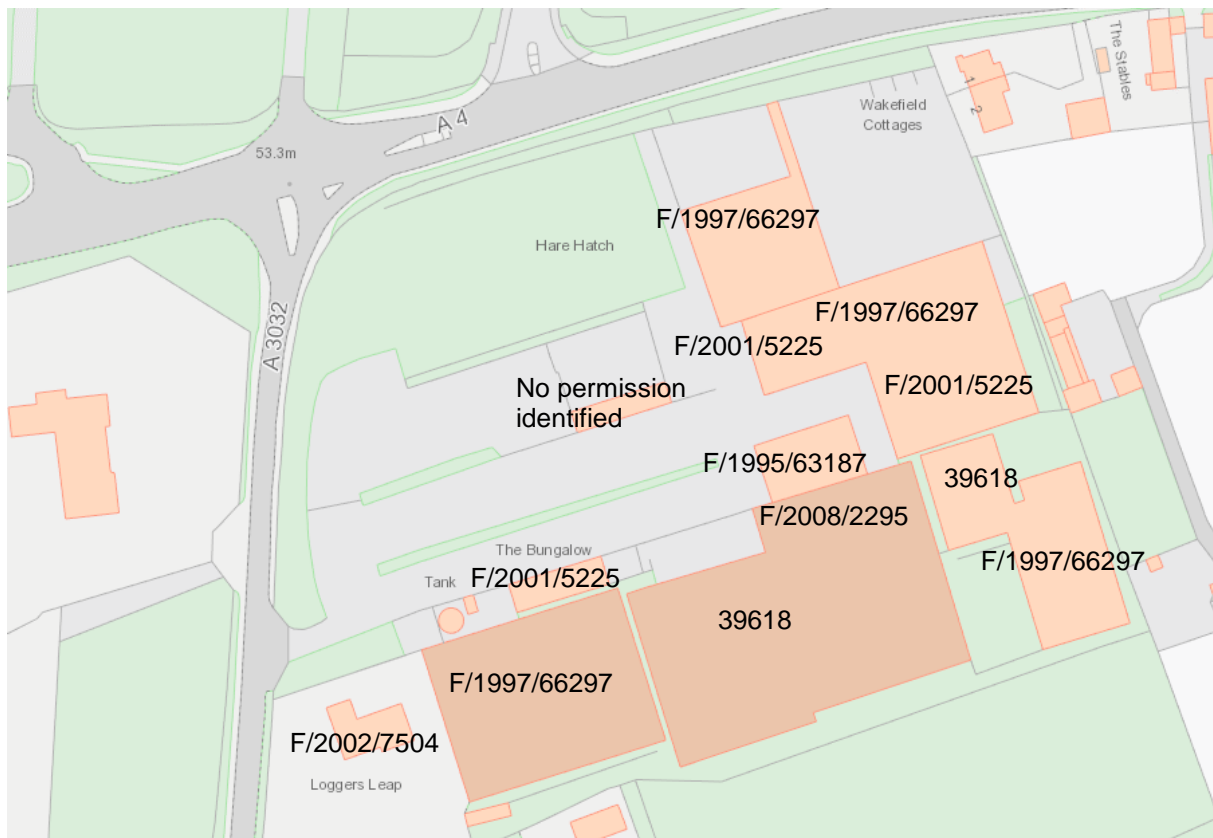 The Stables
1
2
Wakefield
Cottages
A 4
53.3m
F/1997/66297
Hare Hatch
F/1997/66297
A 3032
F/2001/5225
No permission
identified
F/2001/5225
F/1995/63187
39618
F/2008/2295
The Bungalow
F/1997/66297
Tank
F/2001/5225
39618
F/1997/66297
F/2002/7504
Loggers Leap